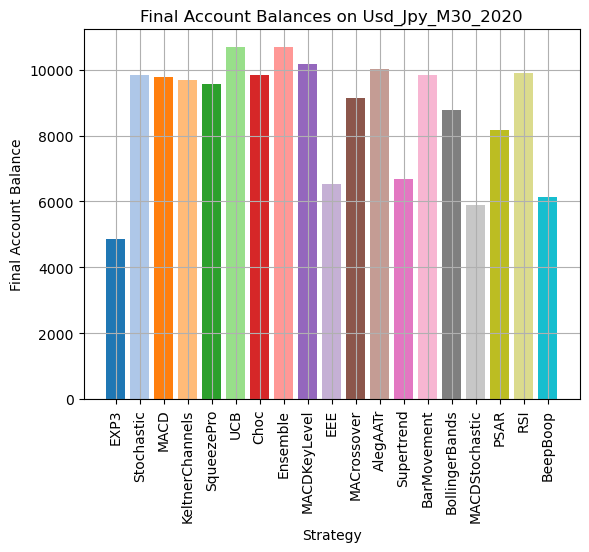 Final Account Balances on Usd_Jpy_M30_2020
Final Account Balance
10000
8000
6000
4000
2000
0
EXP3
Stochastic
MACD
KeltnerChannels
SqueezePro
UCB
Choc
Ensemble
MACDKeyLevel
EEE
MACrossover
AlegAATr
Supertrend
BarMovement
BollingerBands
MACDStochastic
PSAR
RSI
BeepBoop
Strategy